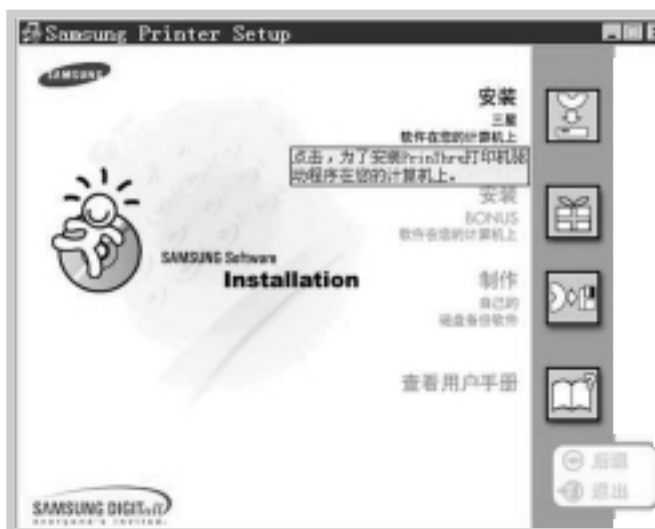 Samsung Printer Setup
SAMSUNG
安装
三星
软件在您的计算机上
点击，为了安装PrinThru打印机驱
动程序在您的计算机上。
安装
BONUS
软件在您的计算机上
SAMSUNG Software
Installation
制作
自己的
硬盘备份软件
查看用户手册
后退
退出
SAMSUNG DIGITall
everyone's invited.